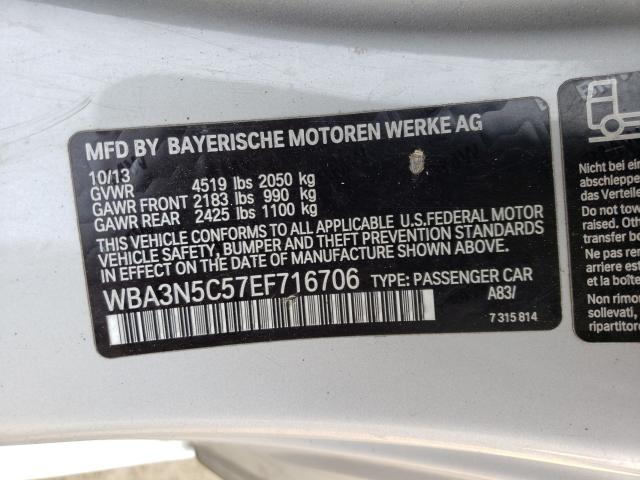 MFD BY BAYERISCHE MOTOREN WERKE AG
10/13
GVWR 4519 lbs 2050 kg
GAWR FRONT 2183 lbs 990 kg
GAWR REAR 2425 lbs 1100 kg
THIS VEHICLE CONFORMS TO ALL APPLICABLE U.S.FEDERAL MOTOR
VEHICLE SAFETY, BUMPER AND THEFT PREVENTION STANDARDS
IN EFFECT ON THE DATE OF MANUFACTURE SHOWN ABOVE.
WBA3N5C57EF716706 TYPE: PASSENGER CAR
A83/
7 315 814
Nicht bei ein
abschleppe
das Vertei
Do not tow
raised. Othe
transfer bo
Ne pas rem
arrière est
et la boîte
Non rimo
sollevati,
ripartitore